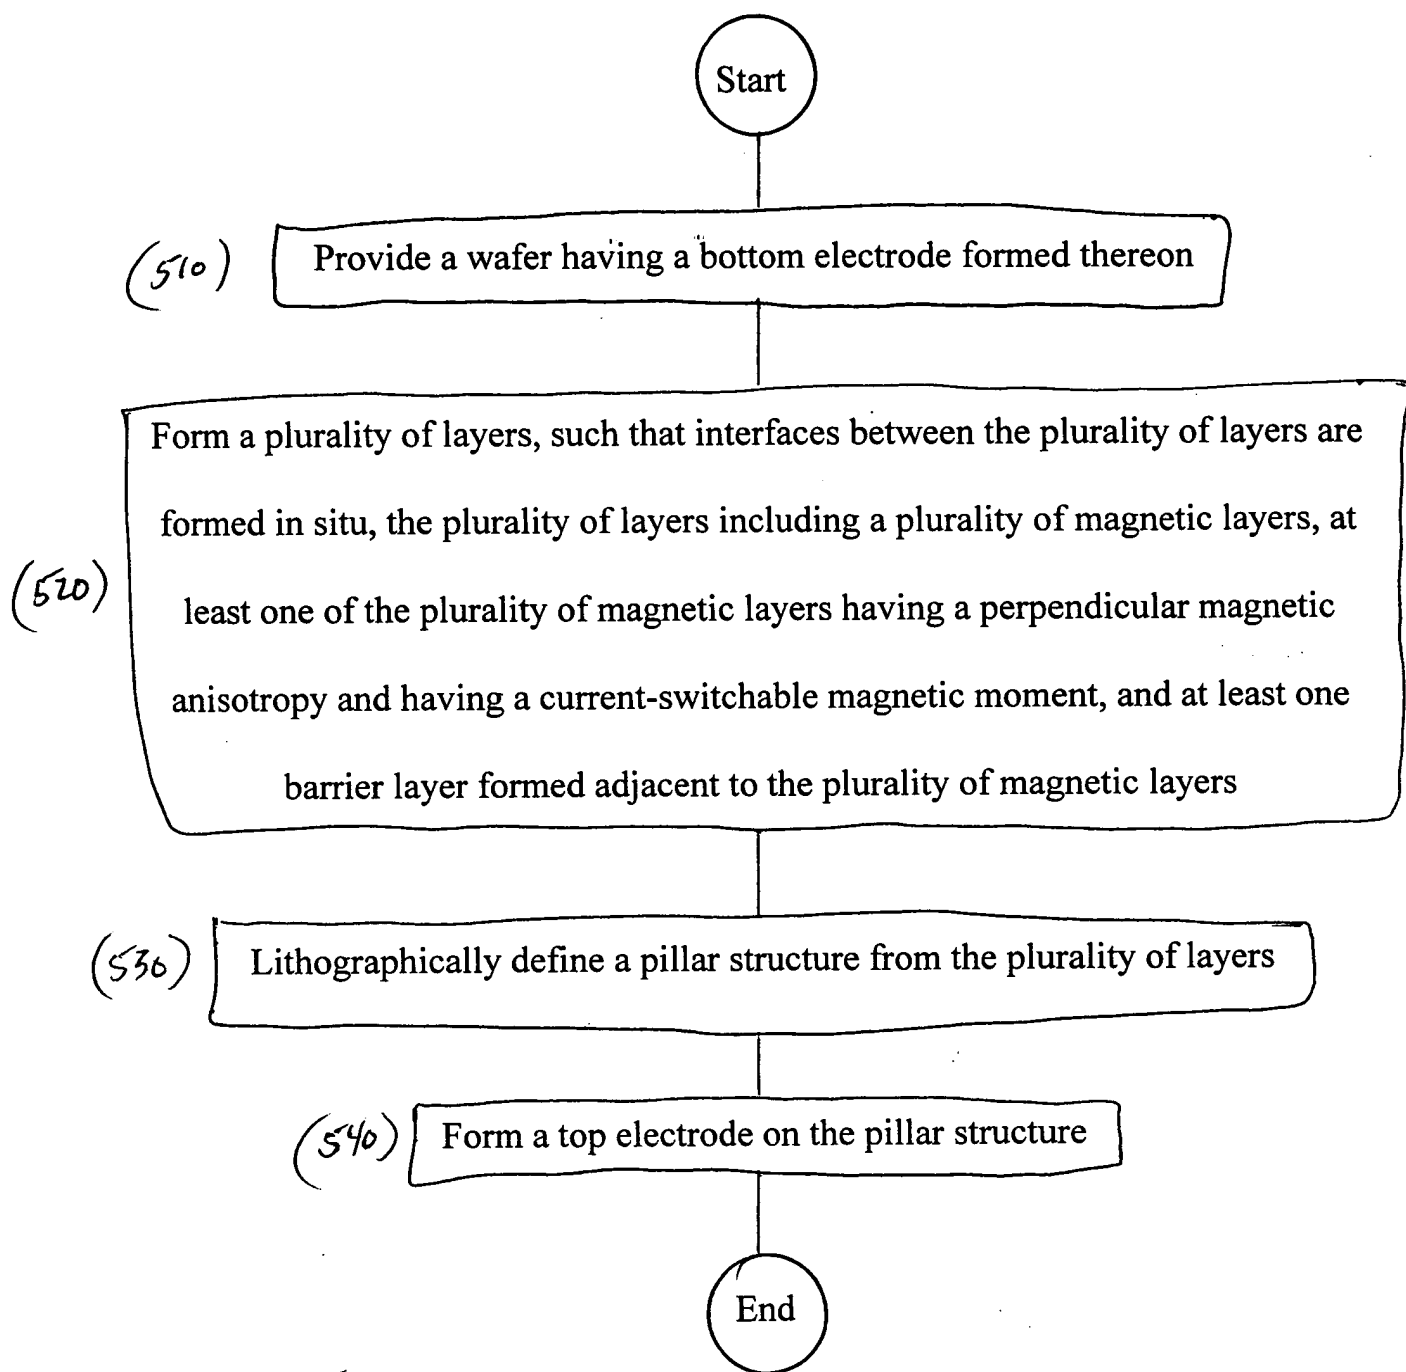 Start
(510) Provide a wafer having a bottom electrode formed thereon
Form a plurality of layers, such that interfaces between the plurality of layers are
formed in situ, the plurality of layers including a plurality of magnetic layers, at
(520) least one of the plurality of magnetic layers having a perpendicular magnetic
anisotropy and having a current-switchable magnetic moment, and at least one
barrier layer formed adjacent to the plurality of magnetic layers
(530) Lithographically define a pillar structure from the plurality of layers
(540) Form a top electrode on the pillar structure
End